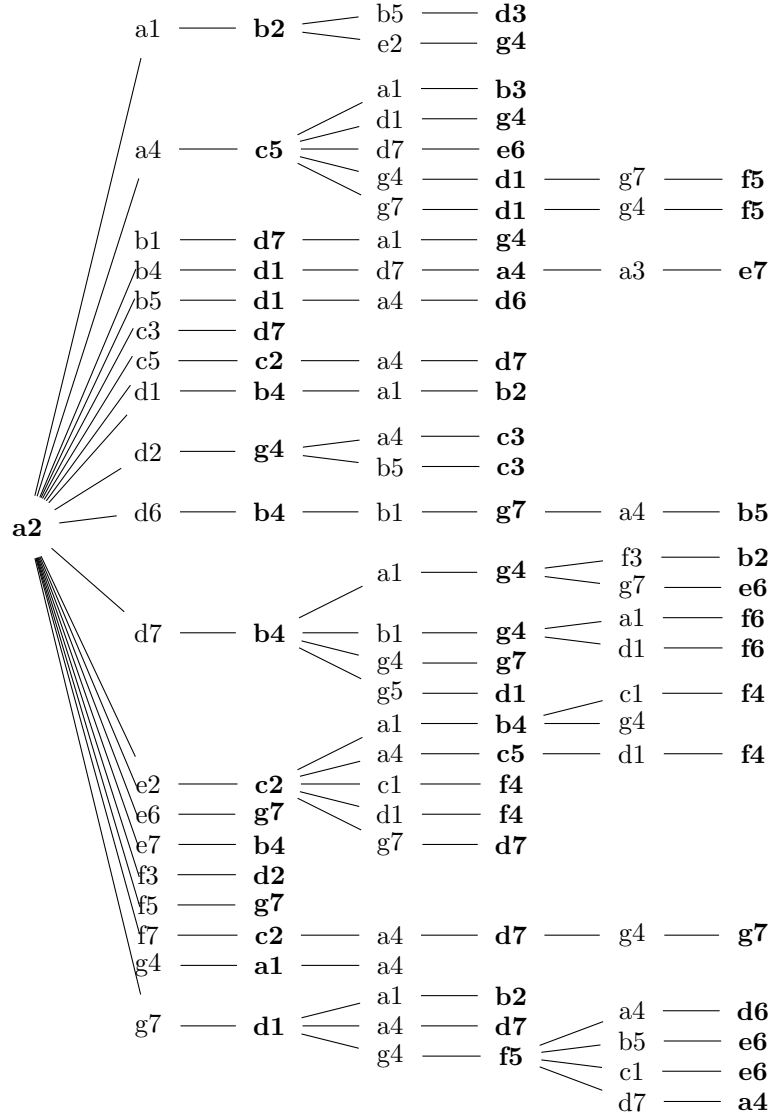 b5 d3
a1 b2
e2 g4
a1 b3
d1 g4
a4 c5 d7 e6
g4 d1 g7 f5
g7 d1 g4 f5
b1 d7 a1 g4
b4 d1 d7 a4 a3 e7
b5 d1 a4 d6
c3 d7
c5 c2 a4 d7
d1 b4 a1 b2
a4 c3
d2 g4
b5 c3
d6 b4 b1 g7 a4 b5
a2
f3 b2
a1 g4
g7 e6
a1 f6
d7 b4 b1 g4
d1 f6
g4 g7
g5 d1 c1 f4
a1 b4 g4
a4 c5 d1 f4
e2 c2 c1 f4
e6 g7 d1 f4
e7 b4 g7 d7
f3 d2
f5 g7
f7 c2 a4 d7 g4 g7
g4 a1 a4
a1 b2
a4 d6
g7 d1 a4 d7
b5 e6
g4 f5
c1 e6
d7 a4